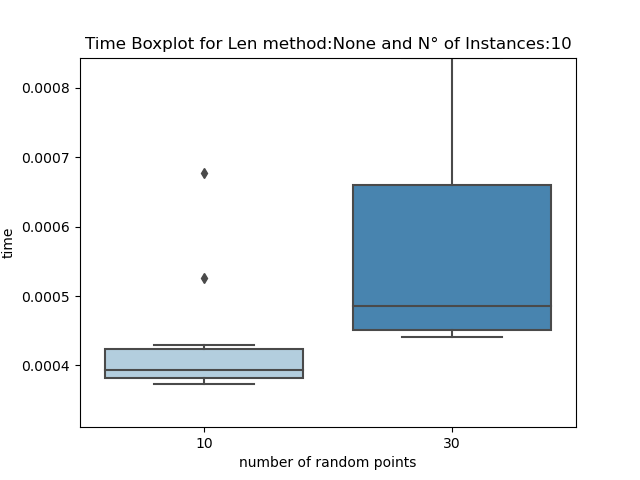 Time Boxplot for Len method:None and N° of Instances:10
0.0008
0.0007
0.0006
0.0005
0.0004
time
10
30
number of random points